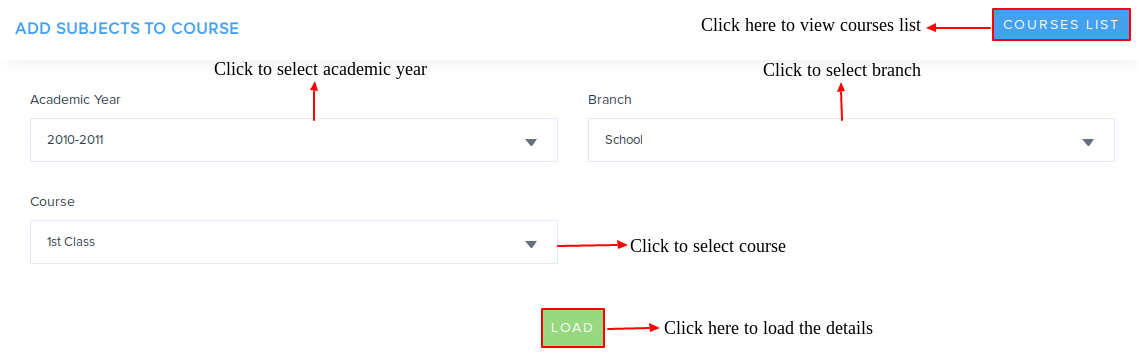 ADD SUBJECTS TO COURSE
Click here to view courses list
COURSES LIST
Click to select academic year
Click to select branch
Academic Year
Branch
2010-2011
School
Course
1st Class
Click to select course
LOAD
Click here to load the details